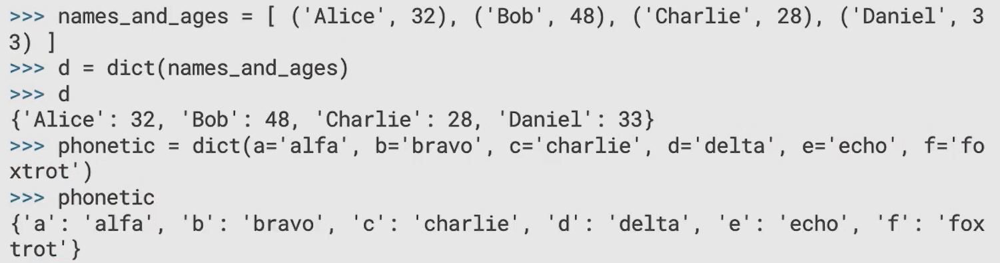 >>> names_and_ages = [ ('Alice', 32), ('Bob', 48), ('Charlie', 28), ('Daniel', 3
3) ]
>>> d = dict(names_and_ages)
>>> d
{'Alice': 32, 'Bob': 48, 'Charlie': 28, 'Daniel': 33}
>>> phonetic = dict(a='alfa', b='bravo', c='charlie', d='delta', e='echo', f='fo
xtrot')
>>> phonetic
{'a': 'alfa', 'b': 'bravo', 'c': 'charlie', 'd': 'delta', 'e': 'echo', 'f': 'fox
trot'}